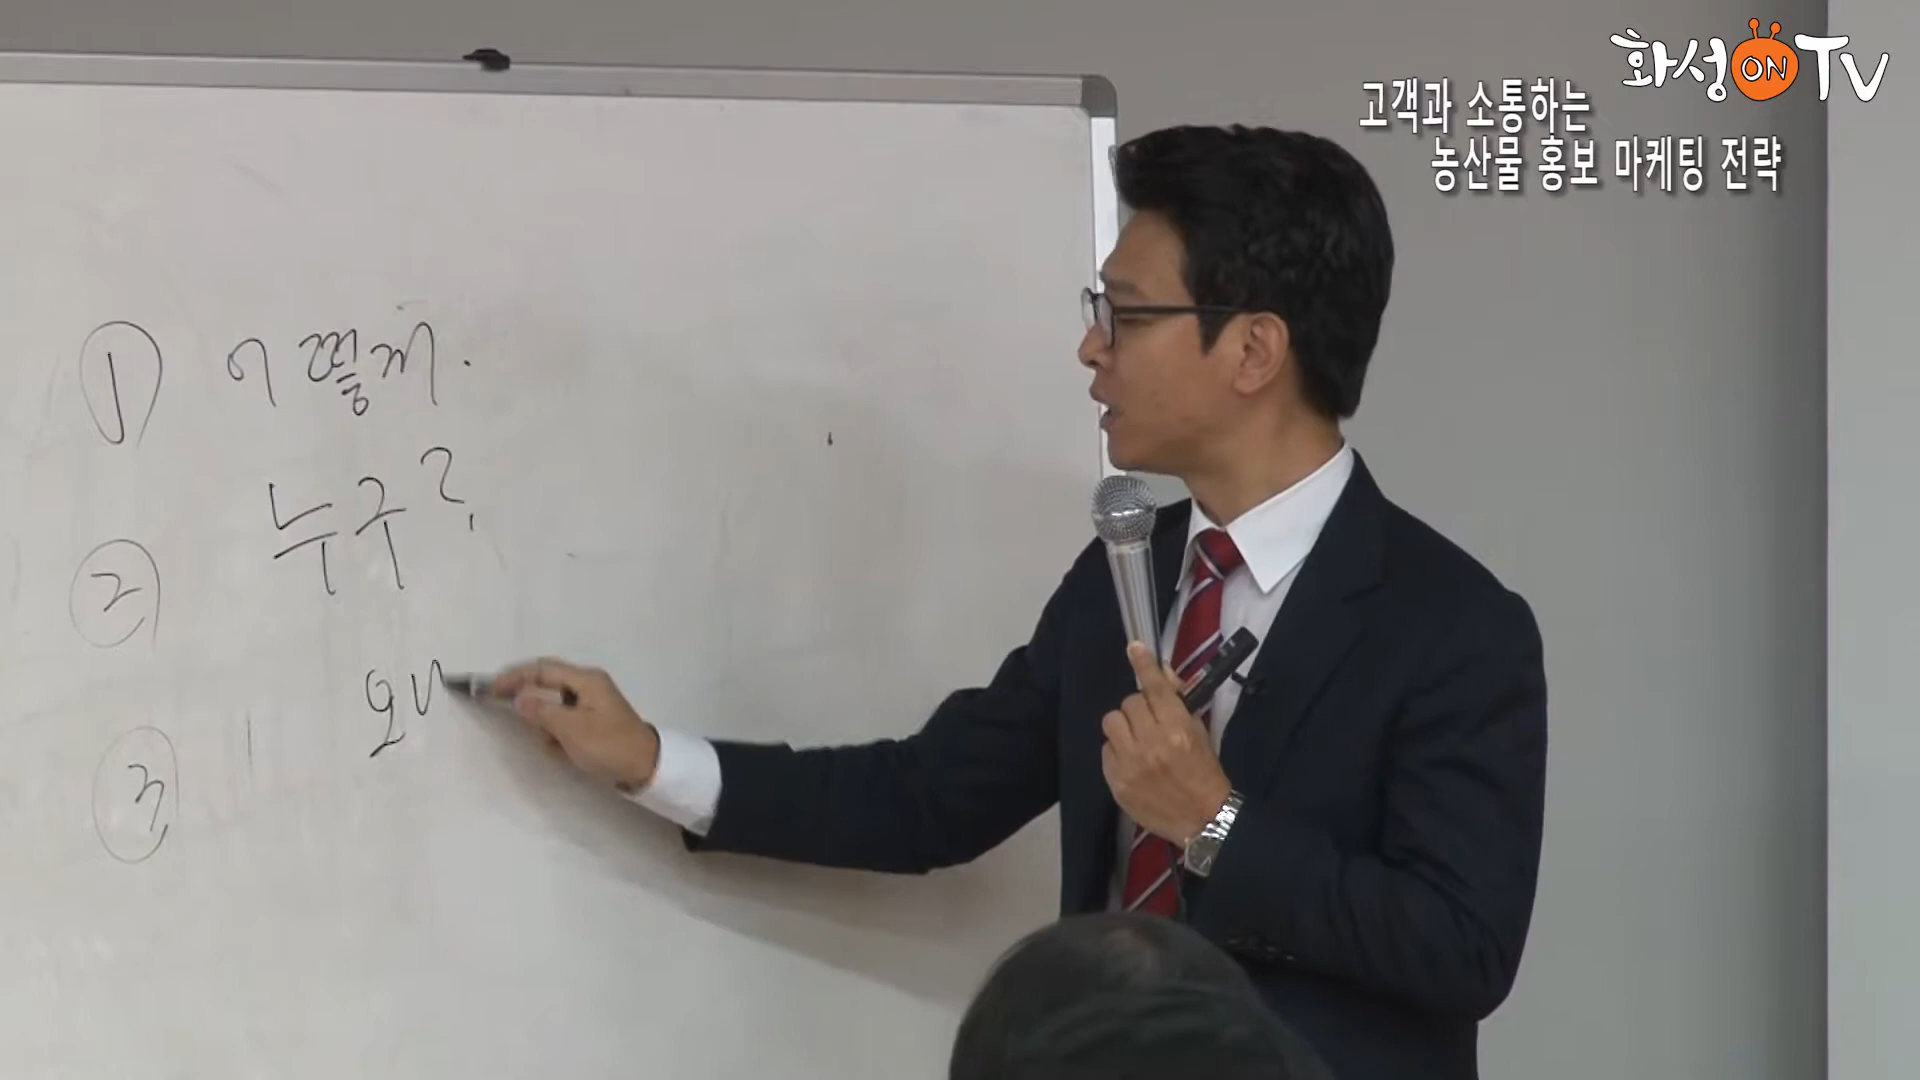 화성ONTV
고객과 소통하는
농산물 홍보 마케팅 전략
① 어떻게.
누구?
②
오
③